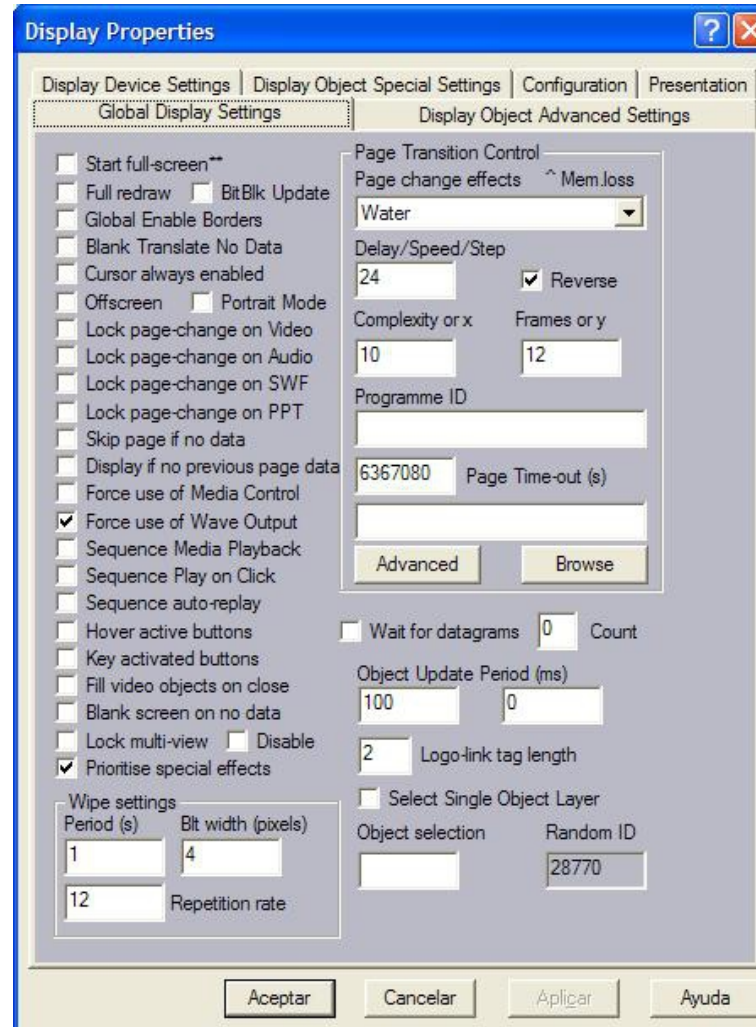 Display Properties
Display Device Settings Display Object Special Settings Configuration Presentation
Global Display Settings Display Object Advanced Settings
Start full-screen**
Full redraw BitBlk Update
Global Enable Borders
Blank Translate No Data
Cursor always enabled
Offscreen Portrait Mode
Lock page-change on Video
Lock page-change on Audio
Lock page-change on SWF
Lock page-change on PPT
Skip page if no data
Display if no previous page data
Force use of Media Control
Force use of Wave Output
Sequence Media Playback
Sequence Play on Click
Sequence auto-replay
Hover active buttons
Key activated buttons
Fill video objects on close
Blank screen on no data
Lock multi-view Disable
Prioritise special effects
Wipe settings
Period (s) Blt width (pixels)
1 4
12 Repetition rate
Page Transition Control
Page change effects ^ Mem.loss
Water
Delay/Speed/Step
24 Reverse
Complexity or x Frames or y
10 12
Programme ID
6367080 Page Time-out (s)
Advanced Browse
Wait for datagrams 0 Count
Object Update Period (ms)
100 0
2 Logo-link tag length
Select Single Object Layer
Object selection Random ID
28770
Aceptar Cancelar Aplicar Ayuda